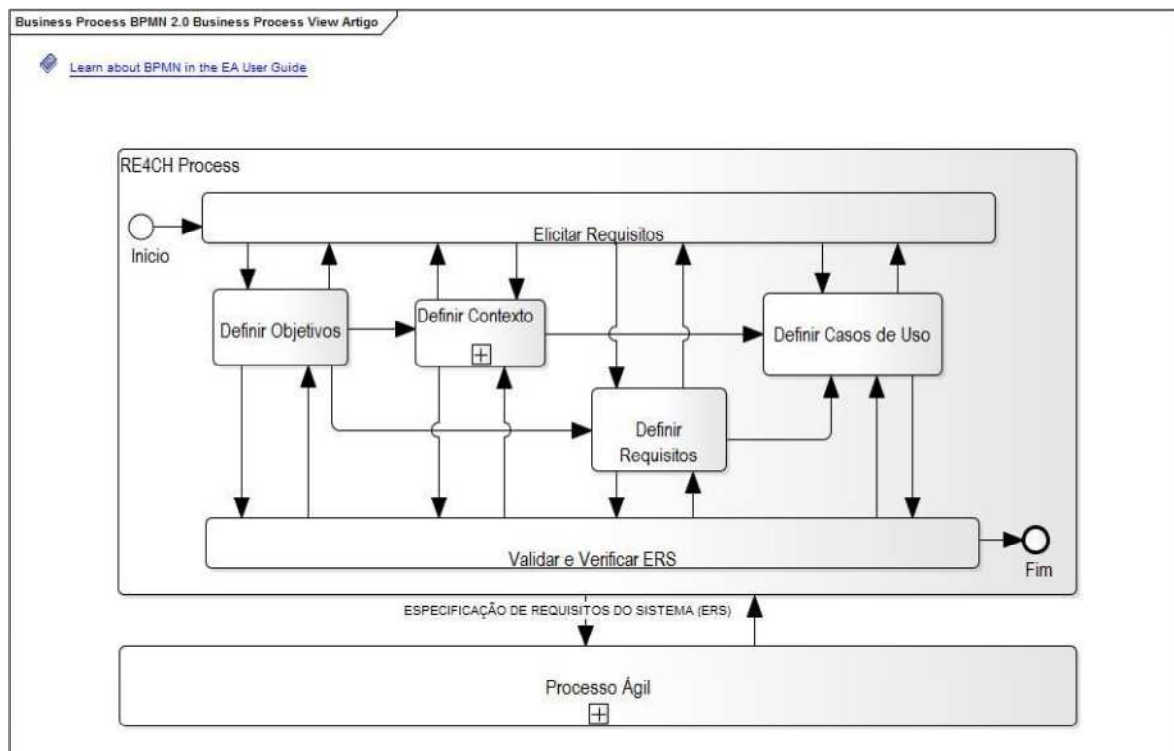 Business Process BPMN 2.0 Business Process View Artigo
Learn about BPMN in the EA User Guide
RE4CH Process
Elicitar Requisitos
Início
Definir Objetivos
Definir Contexto
Definir Casos de Uso
Definir
Requisitos
Validar e Verificar ERS
Fim
ESPECIFICAÇÃO DE REQUISITOS DO SISTEMA (ERS)
Processo Ágil